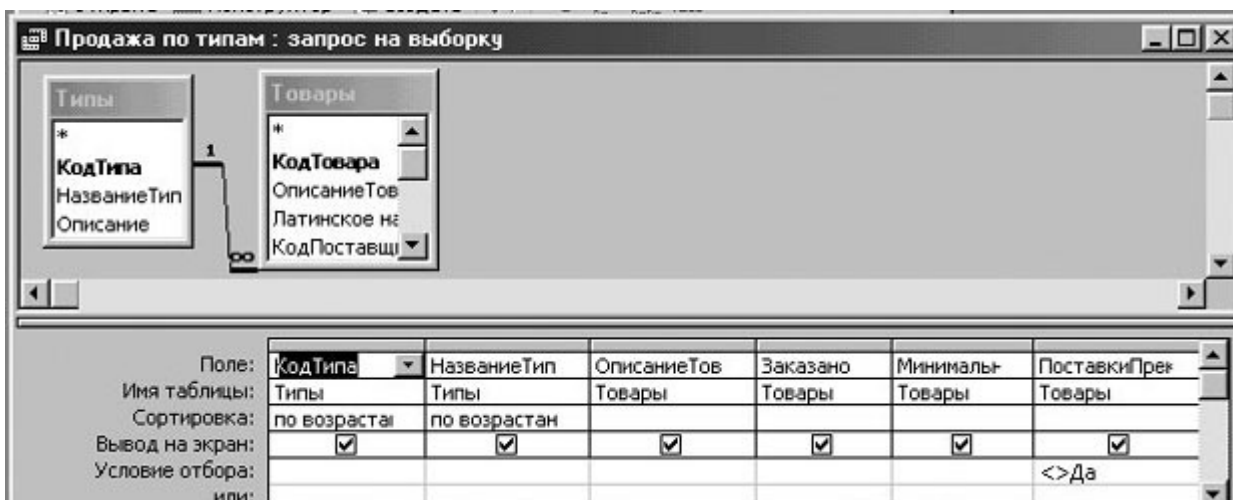 Продажа по типам : запрос на выборку
Типы
*
КодТипа
НазваниеТип
Описание
1
∞
Товары
*
КодТовара
ОписаниеТов
Латинское на
КодПоставщи
Поле: КодТипа НазваниеТип ОписаниеТов Заказано Минимальн ПоставкиПрек
Имя таблицы: Типы Типы Товары Товары Товары Товары
Сортировка: по возрастаі по возрастан
Вывод на экран:
Условие отбора: <>Да
или: